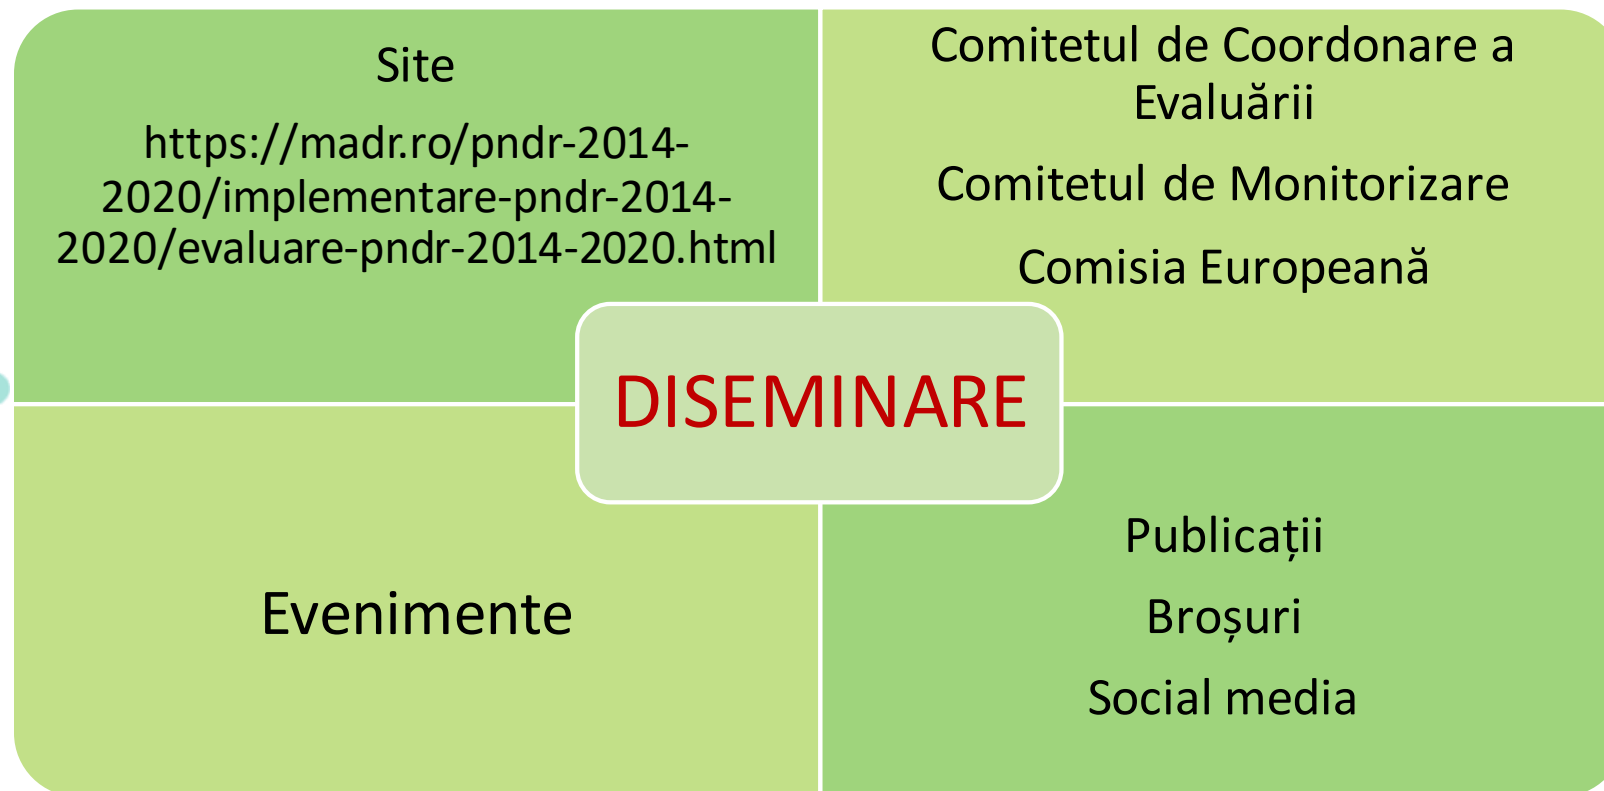 Site
https://madr.ro/pndr-2014-
2020/implementare-pndr-2014-
2020/evaluare-pndr-2014-2020.html
Comitetul de Coordonare a
Evaluării
Comitetul de Monitorizare
Comisia Europeană
DISEMINARE
Evenimente
Publicații
Broșuri
Social media